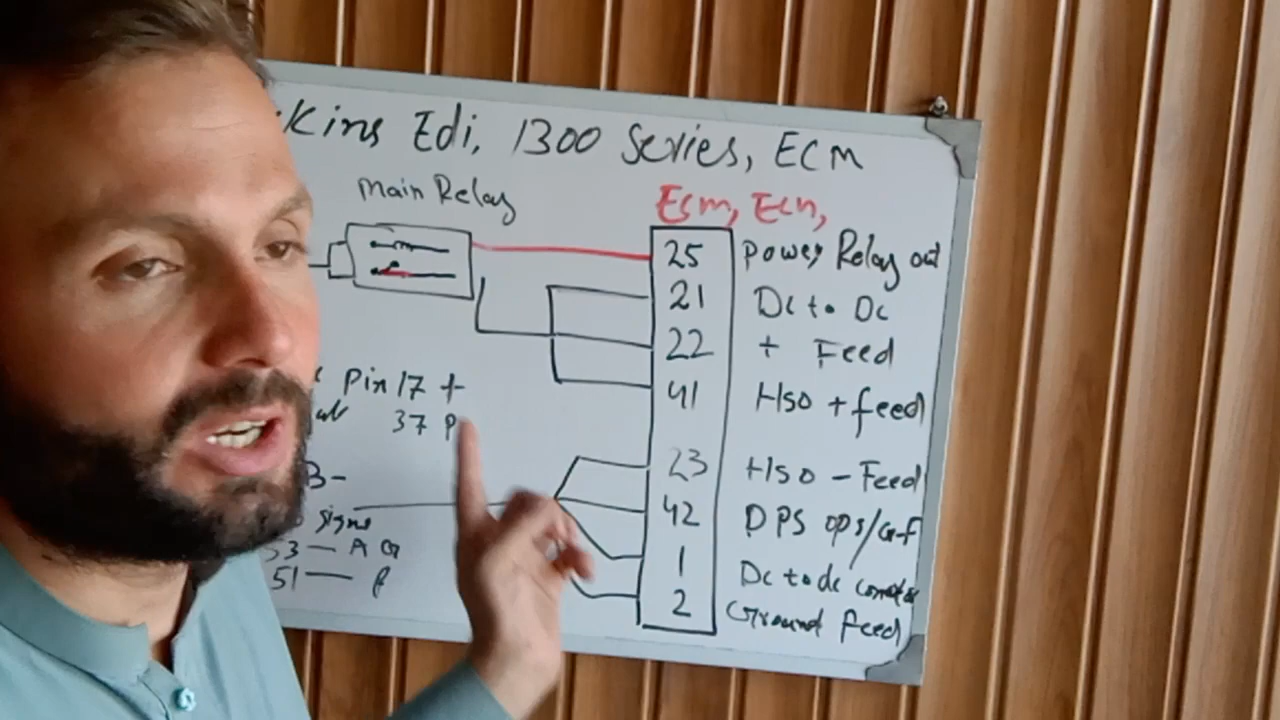 kins Edi, 1300 Series, ECM
Main Relay
Ecm, Ecn,
25 Power Relay out
21 Dc to Dc
22 + Feed
41 Hso + feed
Pin 17 +
37 P
23 Hso - Feed
B-
42 DPS ops/Grf
53 — A G
1 Dc to dc
51 —
2 Ground feed